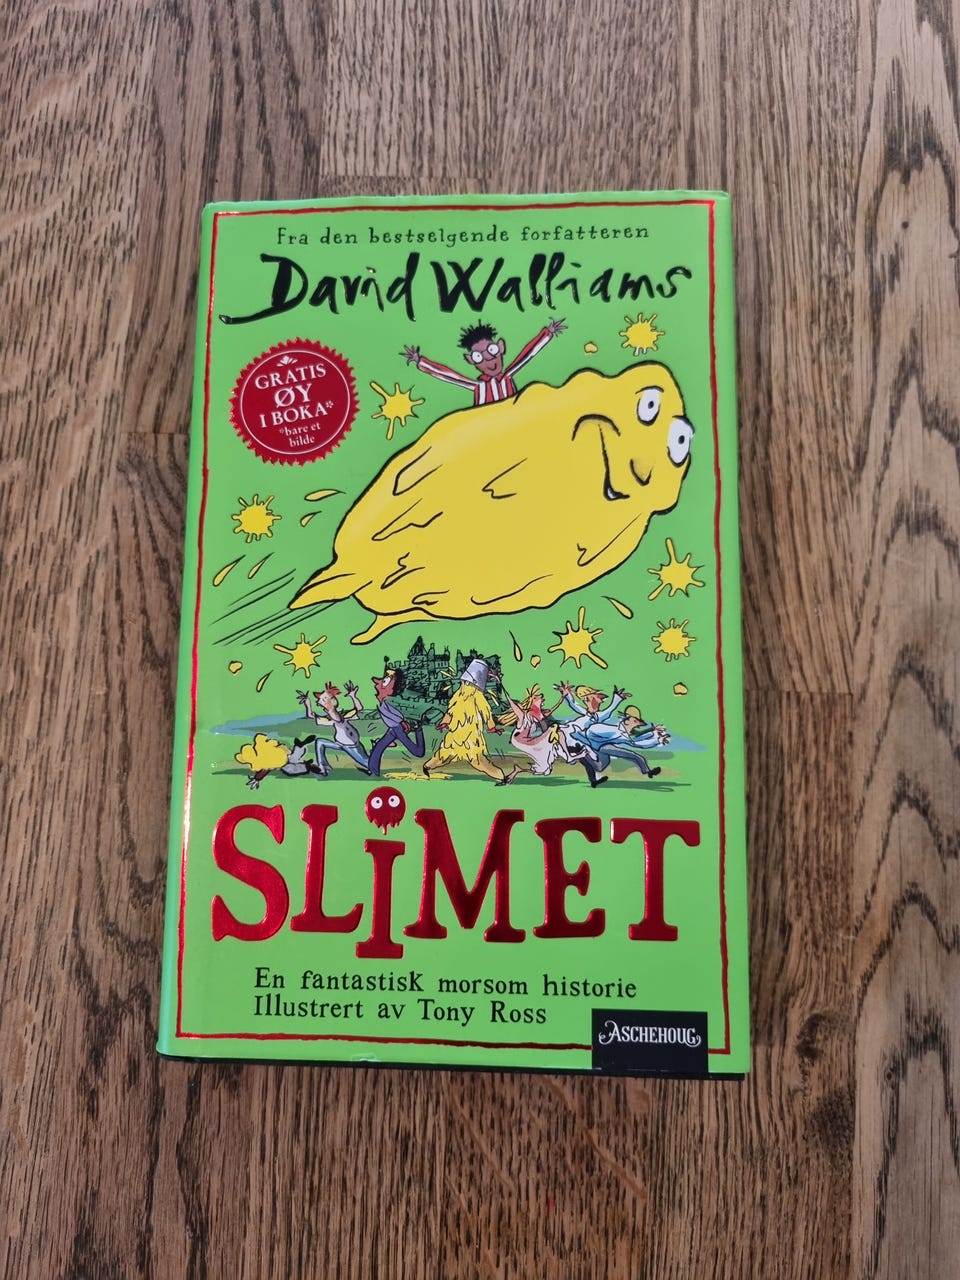 Fra den bestselgende forfatteren
David Walliams
GRATIS
ØY
I BOKA*
*bare et
bilde
SLIMET
En fantastisk morsom historie
Illustrert av Tony Ross
ASCHEHOUG